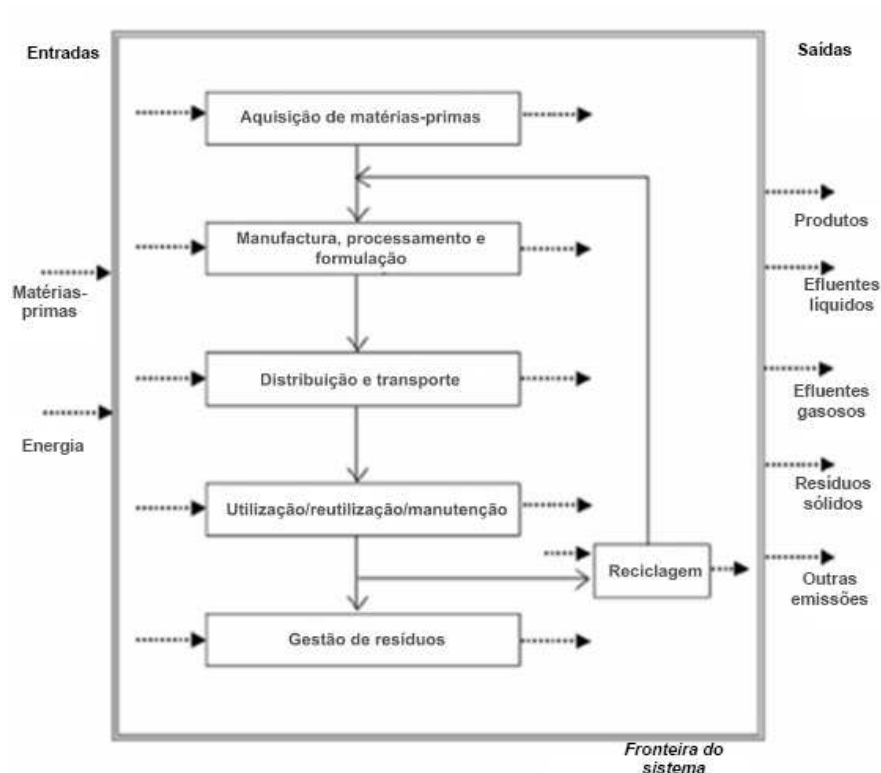 Entradas
Saídas
Aquisição de matérias-primas
Manufactura, processamento e
formulação
Distribuição e transporte
Utilização/reutilização/manutenção
Reciclagem
Gestão de resíduos
Matérias-
primas
Energia
Produtos
Efluentes
líquidos
Efluentes
gasosos
Resíduos
sólidos
Outras
emissões
Fronteira do
sistema